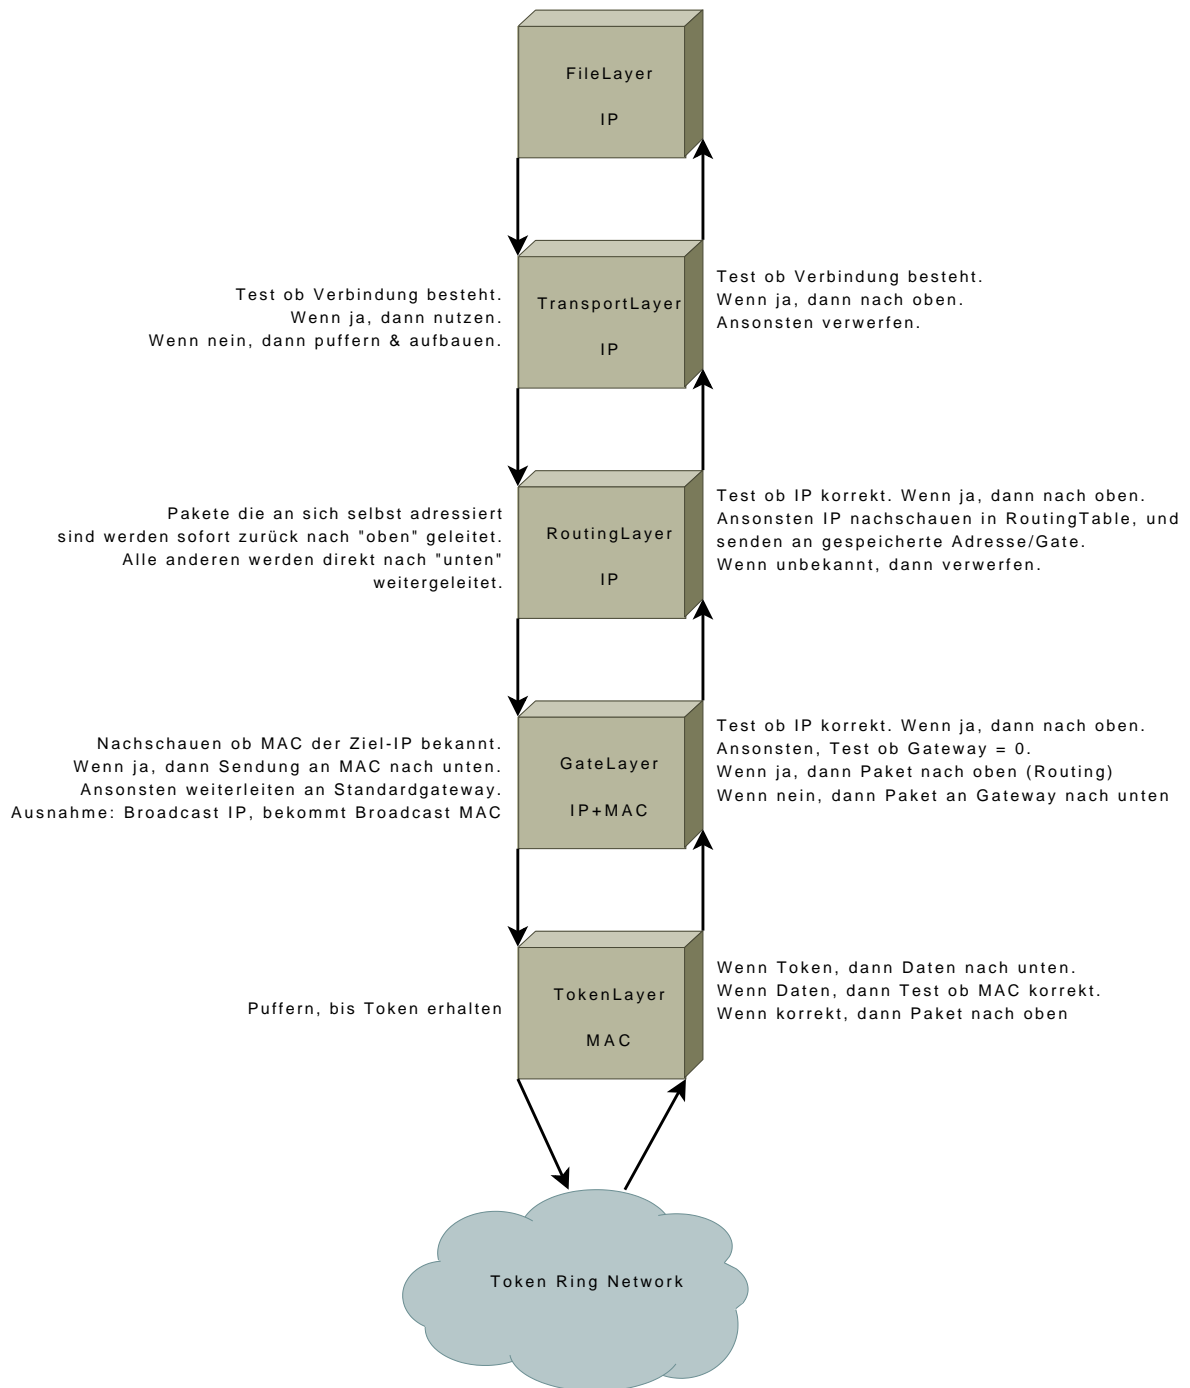 FileLayer
IP
Test ob Verbindung besteht.
Wenn ja, dann nutzen.
Wenn nein, dann puffern & aufbauen.
TransportLayer
IP
Test ob Verbindung besteht.
Wenn ja, dann nach oben.
Ansonsten verwerfen.
Pakete die an sich selbst adressiert
sind werden sofort zurück nach "oben" geleitet.
Alle anderen werden direkt nach "unten"
weitergeleitet.
RoutingLayer
IP
Test ob IP korrekt. Wenn ja, dann nach oben.
Ansonsten IP nachschauen in RoutingTable, und
senden an gespeicherte Adresse/Gate.
Wenn unbekannt, dann verwerfen.
Nachschauen ob MAC der Ziel-IP bekannt.
Wenn ja, dann Sendung an MAC nach unten.
Ansonsten weiterleiten an Standardgateway.
Ausnahme: Broadcast IP, bekommt Broadcast MAC
GateLayer
IP+MAC
Test ob IP korrekt. Wenn ja, dann nach oben.
Ansonsten, Test ob Gateway = 0.
Wenn ja, dann Paket nach oben (Routing)
Wenn nein, dann Paket an Gateway nach unten
Puffern, bis Token erhalten
TokenLayer
MAC
Wenn Token, dann Daten nach unten.
Wenn Daten, dann Test ob MAC korrekt.
Wenn korrekt, dann Paket nach oben
Token Ring Network